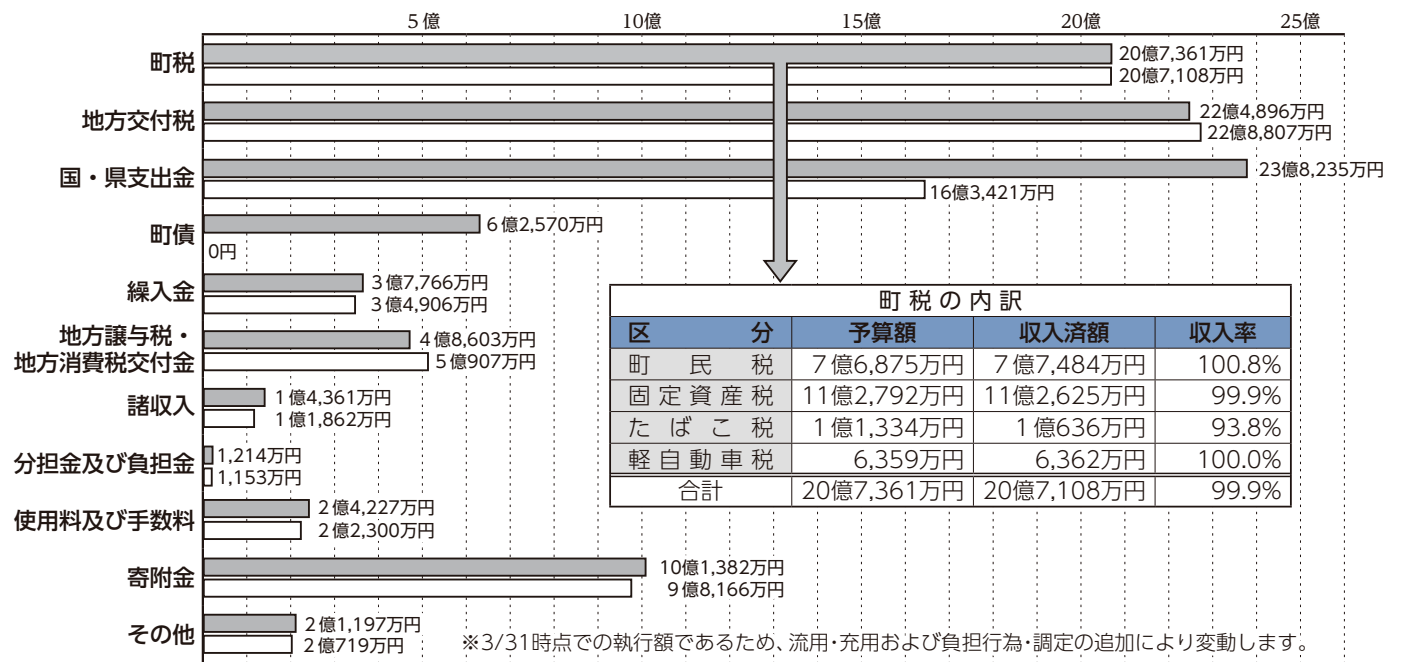 5億 10億 15億 20億 25億
町税
20億7,361万円
20億7,108万円
地方交付税
22億4,896万円
22億8,807万円
国・県支出金
23億8,235万円
16億3,421万円
町債
6億2,570万円
0円
繰入金
3億7,766万円
3億4,906万円
地方譲与税・
地方消費税交付金
4億8,603万円
5億907万円
諸収入
1億4,361万円
1億1,862万円
分担金及び負担金
1,214万円
1,153万円
使用料及び手数料
2億4,227万円
2億2,300万円
寄附金
10億1,382万円
9億8,166万円
その他
2億1,197万円
2億719万円
町税の内訳
区分 予算額 収入済額 収入率
町民税 7億6,875万円 7億7,484万円 100.8%
固定資産税 11億2,792万円 11億2,625万円 99.9%
たばこ税 1億1,334万円 1億636万円 93.8%
軽自動車税 6,359万円 6,362万円 100.0%
合計 20億7,361万円 20億7,108万円 99.9%
※3/31時点での執行額であるため、流用・充用および負担行為・調定の追加により変動します。